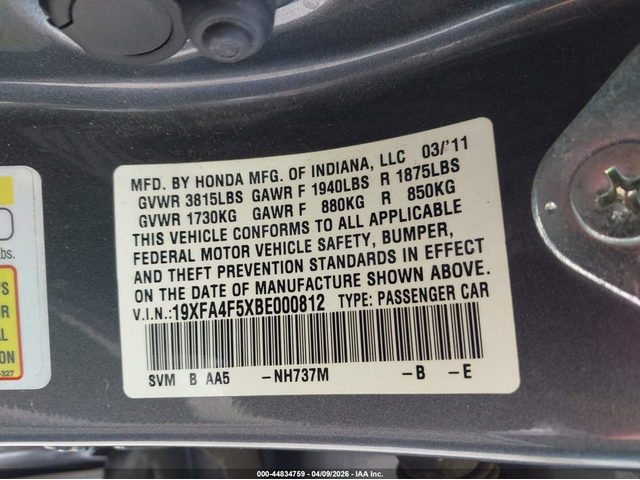 MFD. BY HONDA MFG. OF INDIANA, LLC 03/'11
GVWR 3815LBS GAWR F 1940LBS R 1875LBS
GVWR 1730KG GAWR F 880KG R 850KG
THIS VEHICLE CONFORMS TO ALL APPLICABLE
FEDERAL MOTOR VEHICLE SAFETY, BUMPER,
AND THEFT PREVENTION STANDARDS IN EFFECT
ON THE DATE OF MANUFACTURE SHOWN ABOVE.
V.I.N.:19XFA4F5XBE000812 TYPE: PASSENGER CAR
SVM B AA5 -NH737M -B -E
lbs.
000-44834759 | 04/09/2026 | IAA Inc.